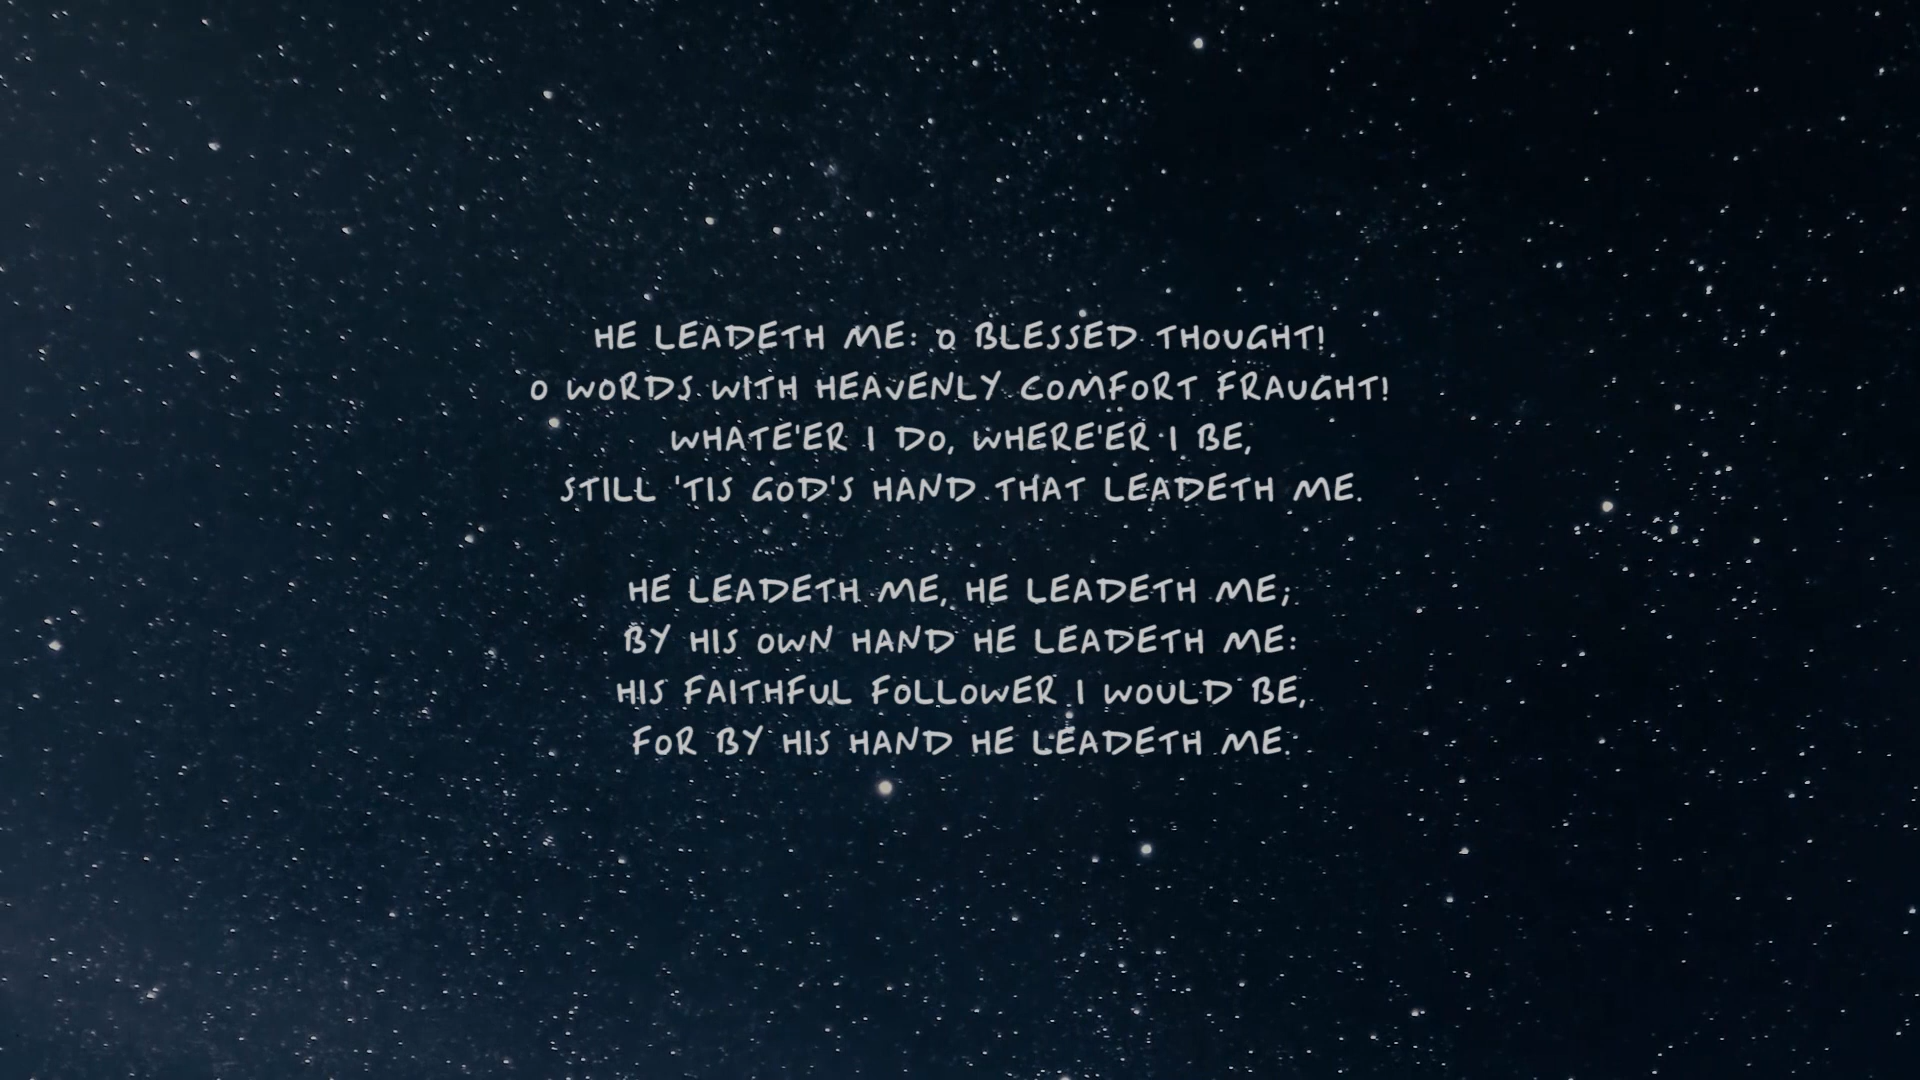 HE LEADETH ME: O BLESSED THOUGHT!
O WORDS WITH HEAVENLY COMFORT FRAUGHT!
WHATE'ER I DO, WHERE'ER I BE,
STILL 'TIS GOD'S HAND THAT LEADETH ME.

HE LEADETH ME, HE LEADETH ME;
BY HIS OWN HAND HE LEADETH ME:
HIS FAITHFUL FOLLOWER I WOULD BE,
FOR BY HIS HAND HE LEADETH ME.